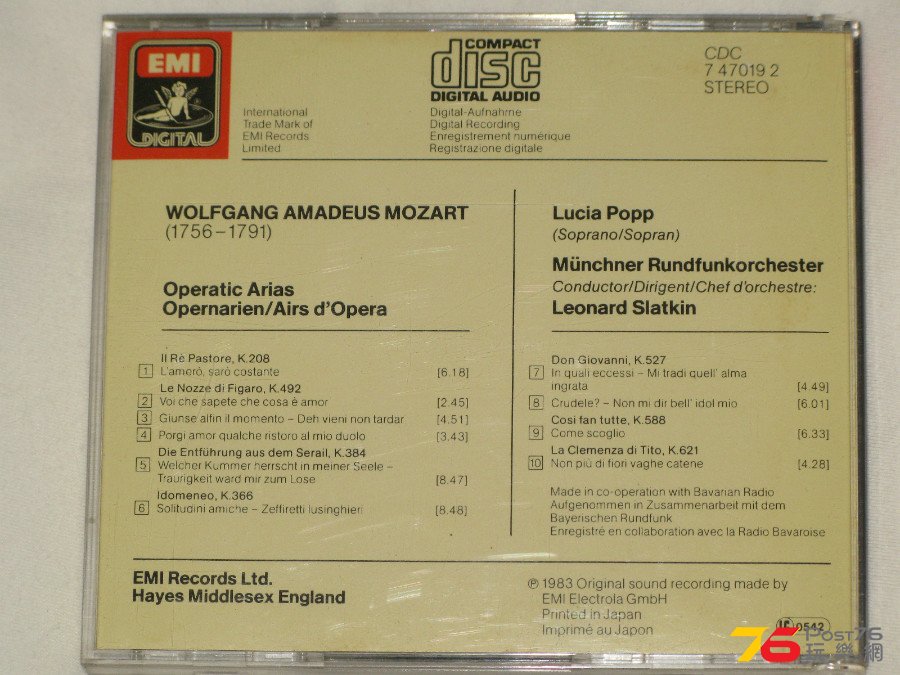 EMI
DIGITAL
International
Trade Mark of
EMI Records
Limited
COMPACT
disc
DIGITAL AUDIO
Digital-Aufnahme
Digital Recording
Enregistrement numérique
Registrazione digitale
CDC
7 47019 2
STEREO
WOLFGANG AMADEUS MOZART
(1756–1791)
Operatic Arias
Opernarien/Airs d'Opera
Il Rè Pastore, K.208
1 L'amerò, sarò costante [6.18]
Le Nozze di Figaro, K.492
2 Voi che sapete che cosa è amor [2.45]
3 Giunse alfin il momento – Deh vieni non tardar [4.51]
4 Porgi amor qualche ristoro al mio duolo [3.43]
Die Entführung aus dem Serail, K.384
5 Welcher Kummer herrscht in meiner Seele –
Traurigkeit ward mir zum Lose [8.47]
Idomeneo, K.366
6 Solitudini amiche – Zeffiretti lusinghieri [8.48]
EMI Records Ltd.
Hayes Middlesex England
Lucia Popp
(Soprano/Sopran)
Münchner Rundfunkorchester
Conductor/Dirigent/Chef d'orchestre:
Leonard Slatkin
Don Giovanni, K.527
7 In quali eccessi – Mi tradì quell' alma
ingrata [4.49]
8 Crudele? – Non mi dir bell' idol mio [6.01]
Così fan tutte, K.588
9 Come scoglio [6.33]
La Clemenza di Tito, K.621
10 Non più di fiori vaghe catene [4.28]
Made in co-operation with Bavarian Radio
Aufgenommen in Zusammenarbeit mit dem
Bayerischen Rundfunk
Enregistré en collaboration avec la Radio Bavaroise
℗ 1983 Original sound recording made by
EMI Electrola GmbH
Printed in Japan
Imprimé au Japon
LC 0542
76 Post76
玩樂網